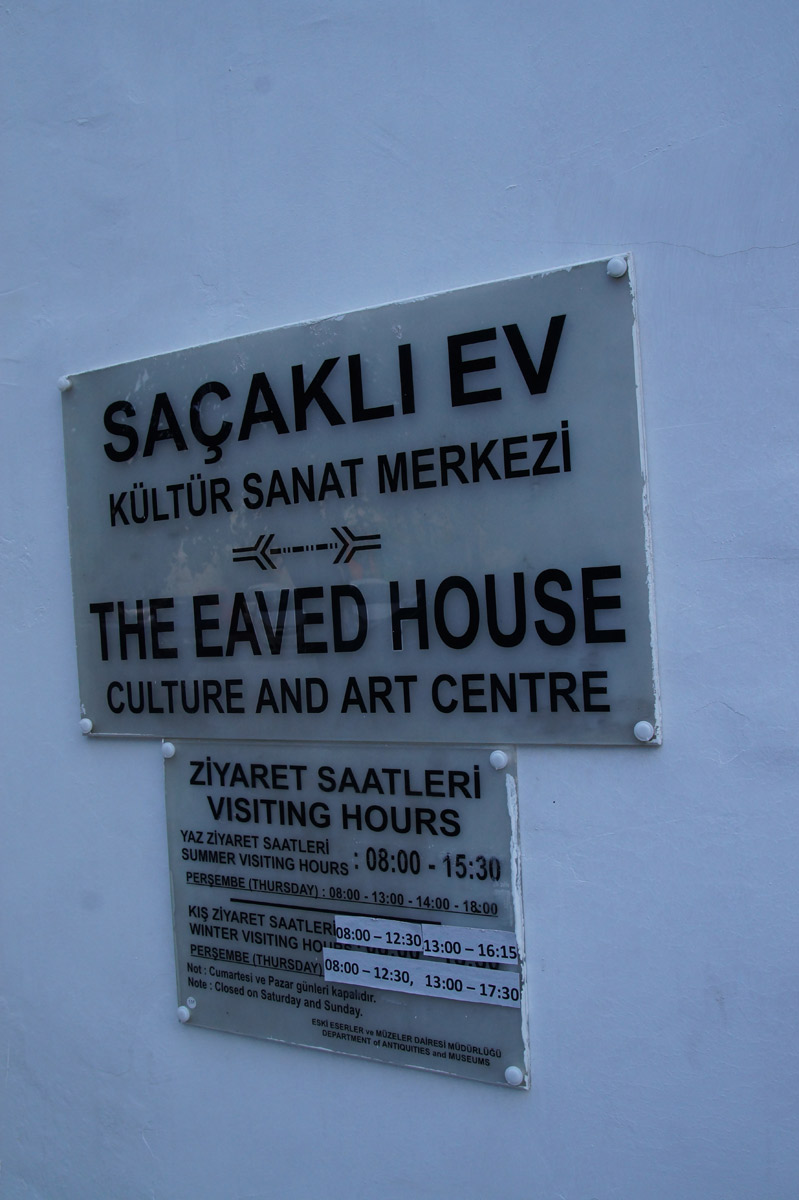 SAÇAKLI EV
KÜLTÜR SANAT MERKEZİ
THE EAVED HOUSE
CULTURE AND ART CENTRE
ZİYARET SAATLERİ
VISITING HOURS
YAZ ZİYARET SAATLERİ
SUMMER VISITING HOURS : 08:00 - 15:30
PERŞEMBE (THURSDAY) : 08:00 - 13:00 - 14:00 - 18:00
KIŞ ZİYARET SAATLERİ 08:00 – 12:30 13:00 – 16:15
WINTER VISITING HOURS
PERŞEMBE (THURSDAY) 08:00 – 12:30, 13:00 – 17:30
Not : Cumartesi ve Pazar günleri kapalıdır.
Note : Closed on Saturday and Sunday.
ESKİ ESERLER ve MÜZELER DAİRESİ MÜDÜRLÜĞÜ
DEPARTMENT of ANTIQUITIES and MUSEUMS